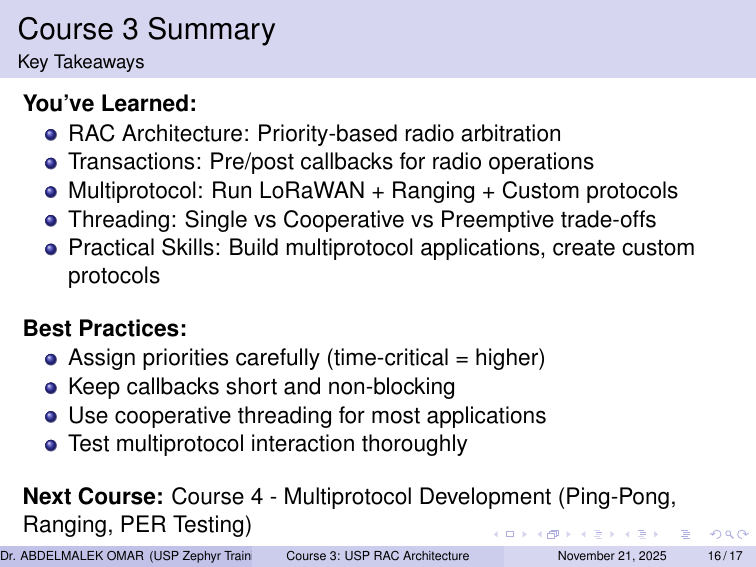 Course 3 Summary
Key Takeaways
You've Learned:
RAC Architecture: Priority-based radio arbitration
Transactions: Pre/post callbacks for radio operations
Multiprotocol: Run LoRaWAN + Ranging + Custom protocols
Threading: Single vs Cooperative vs Preemptive trade-offs
Practical Skills: Build multiprotocol applications, create custom
protocols
Best Practices:
Assign priorities carefully (time-critical = higher)
Keep callbacks short and non-blocking
Use cooperative threading for most applications
Test multiprotocol interaction thoroughly
Next Course: Course 4 - Multiprotocol Development (Ping-Pong,
Ranging, PER Testing)
Dr. ABDELMALEK OMAR (USP Zephyr Train Course 3: USP RAC Architecture November 21, 2025 16 / 17